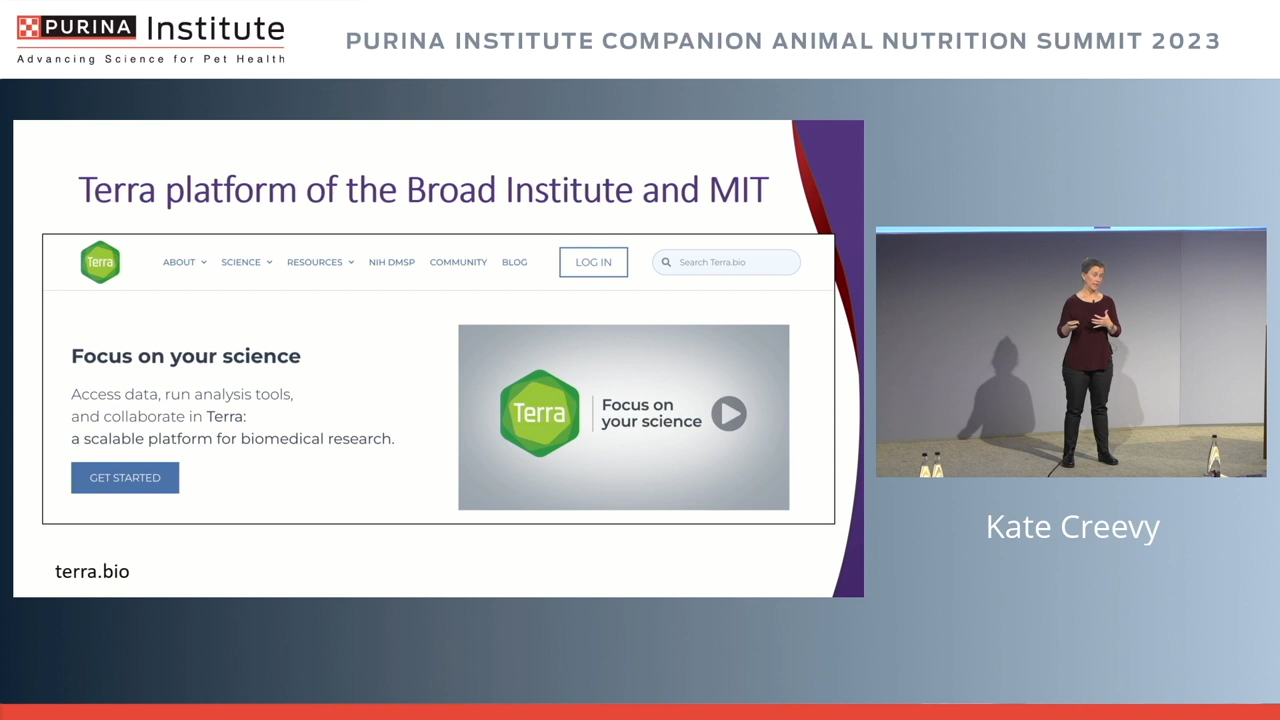 PURINA Institute
Advancing Science for Pet Health
PURINA INSTITUTE COMPANION ANIMAL NUTRITION SUMMIT 2023
Terra platform of the Broad Institute and MIT
Terra
ABOUT
SCIENCE
RESOURCES
NIH DMSP
COMMUNITY
BLOG
LOG IN
Search Terra.bio
Focus on your science
Access data, run analysis tools,
and collaborate in Terra:
a scalable platform for biomedical research.
GET STARTED
Terra
Focus on
your science
terra.bio
Kate Creevy